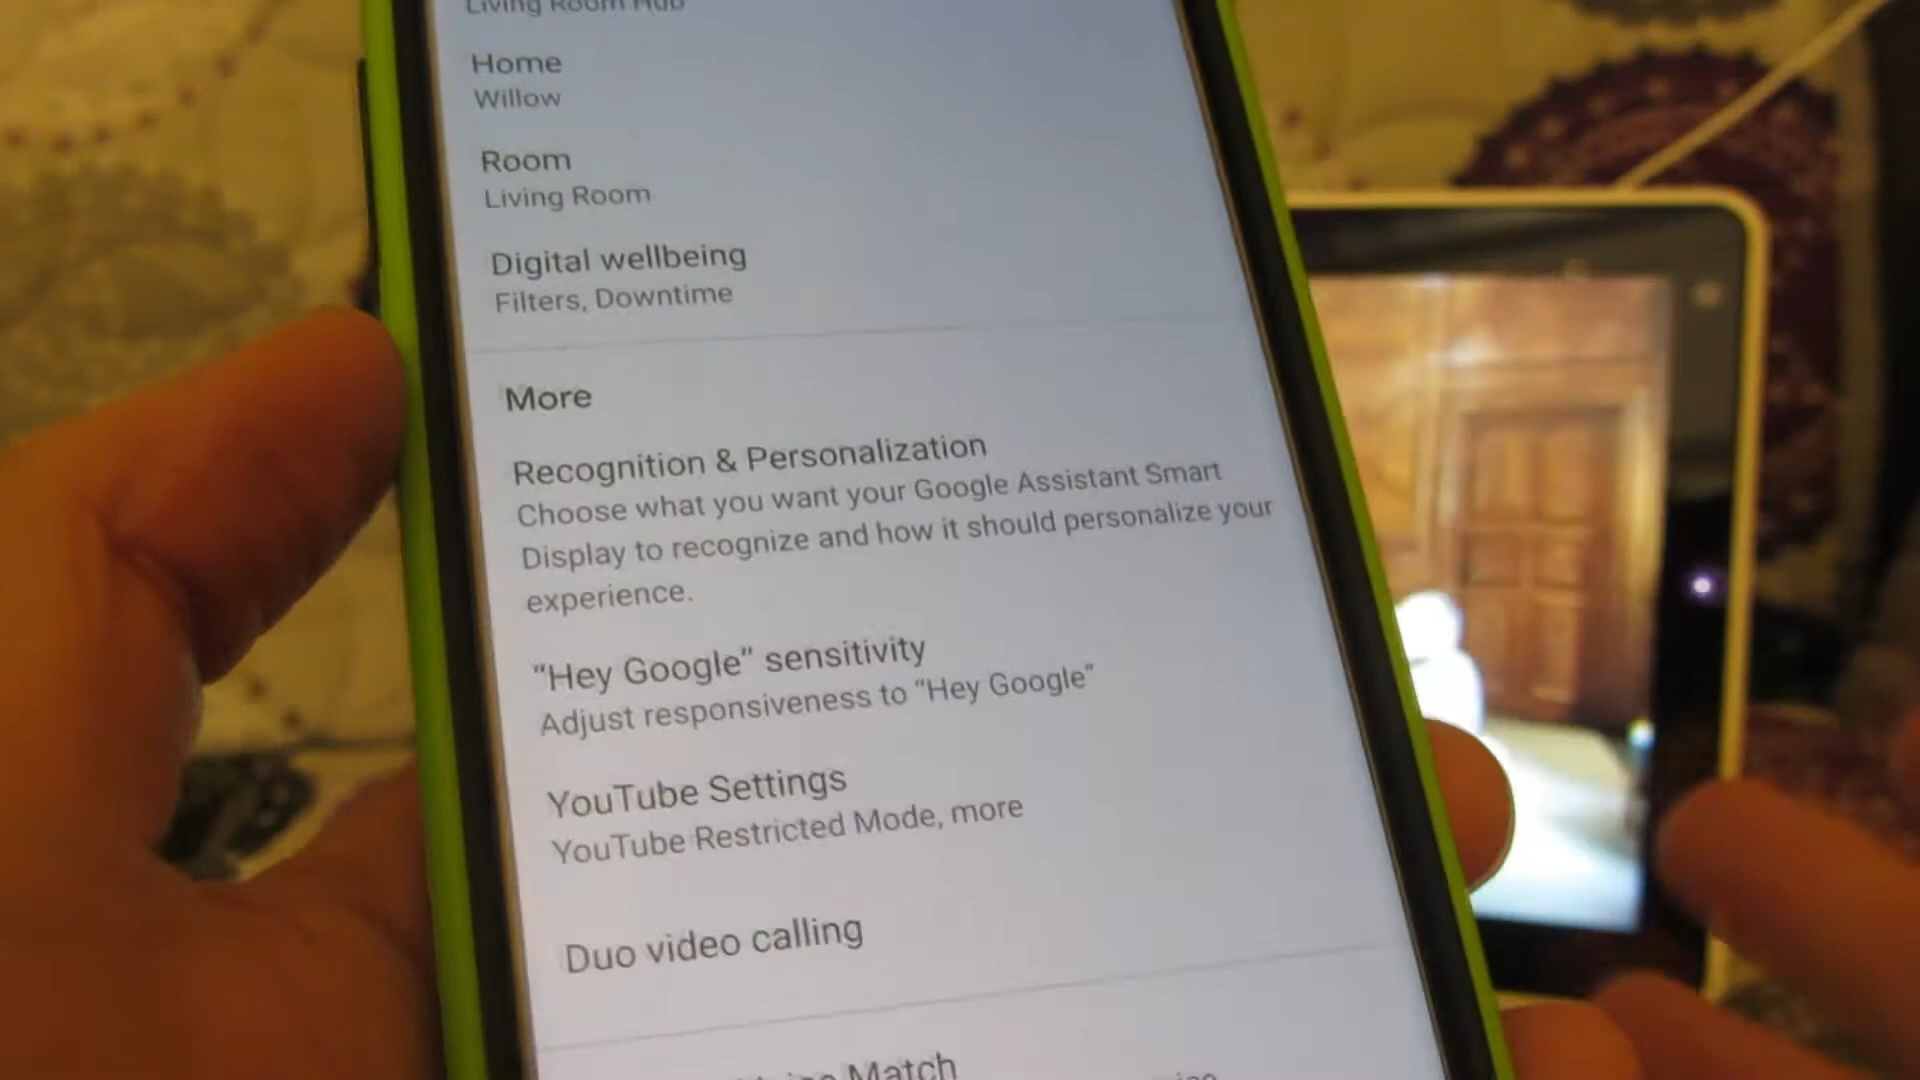 Living Room Hub
Home
Willow
Room
Living Room
Digital wellbeing
Filters, Downtime
More
Recognition & Personalization
Choose what you want your Google Assistant Smart
Display to recognize and how it should personalize your
experience.
“Hey Google” sensitivity
Adjust responsiveness to “Hey Google”
YouTube Settings
YouTube Restricted Mode, more
Duo video calling
Match